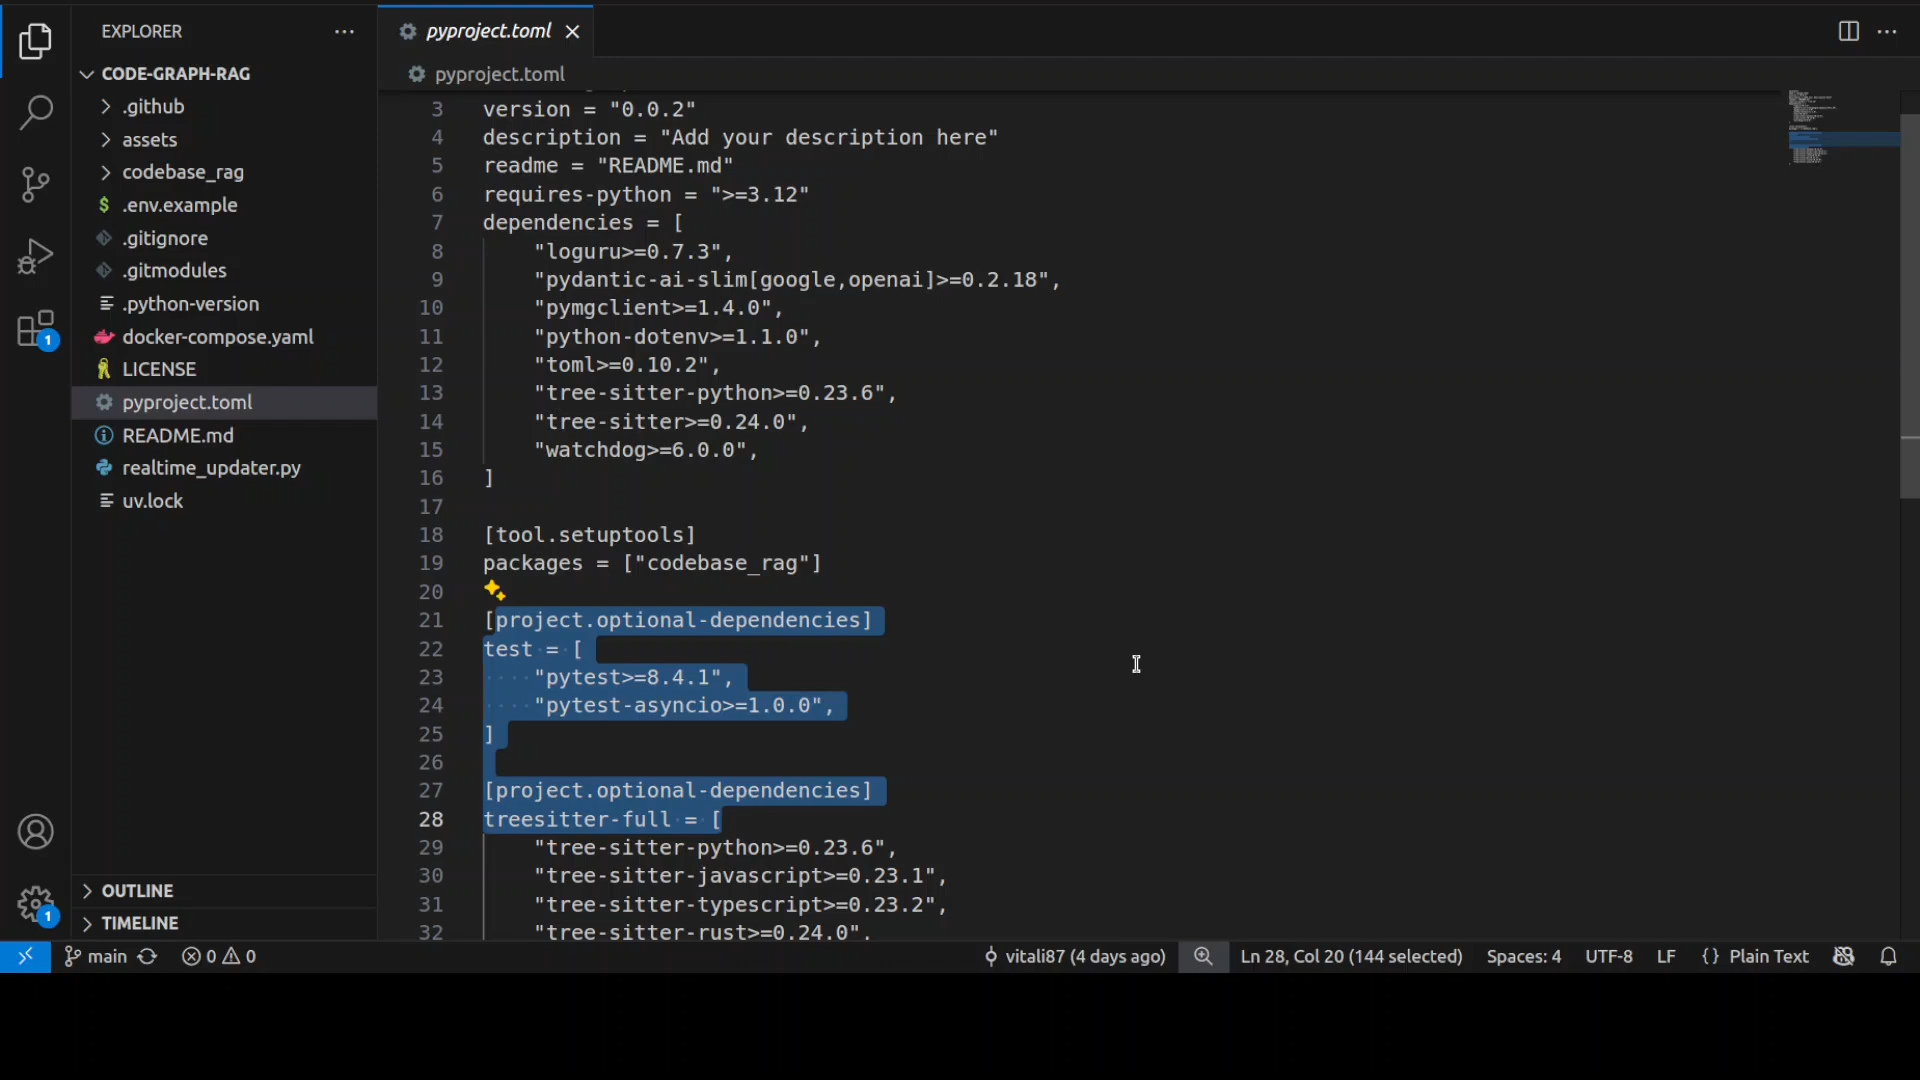 EXPLORER
CODE-GRAPH-RAG
.github
assets
codebase_rag
.env.example
.gitignore
.gitmodules
.python-version
docker-compose.yaml
LICENSE
pyproject.toml
README.md
realtime_updater.py
uv.lock
OUTLINE
TIMELINE
1
1
pyproject.toml
pyproject.toml
3 version = "0.0.2"
4 description = "Add your description here"
5 readme = "README.md"
6 requires-python = ">=3.12"
7 dependencies = [
8 "loguru>=0.7.3",
9 "pydantic-ai-slim[google,openai]>=0.2.18",
10 "pymgclient>=1.4.0",
11 "python-dotenv>=1.1.0",
12 "toml>=0.10.2",
13 "tree-sitter-python>=0.23.6",
14 "tree-sitter>=0.24.0",
15 "watchdog>=6.0.0",
16 ]
17
18 [tool.setuptools]
19 packages = ["codebase_rag"]
20
21 [project.optional-dependencies]
22 test = [
23 "pytest>=8.4.1",
24 "pytest-asyncio>=1.0.0",
25 ]
26
27 [project.optional-dependencies]
28 treesitter-full = [
29 "tree-sitter-python>=0.23.6",
30 "tree-sitter-javascript>=0.23.1",
31 "tree-sitter-typescript>=0.23.2",
32 "tree-sitter-rust>=0.24.0",
main 0 0 vitali87 (4 days ago) Ln 28, Col 20 (144 selected) Spaces: 4 UTF-8 LF {} Plain Text